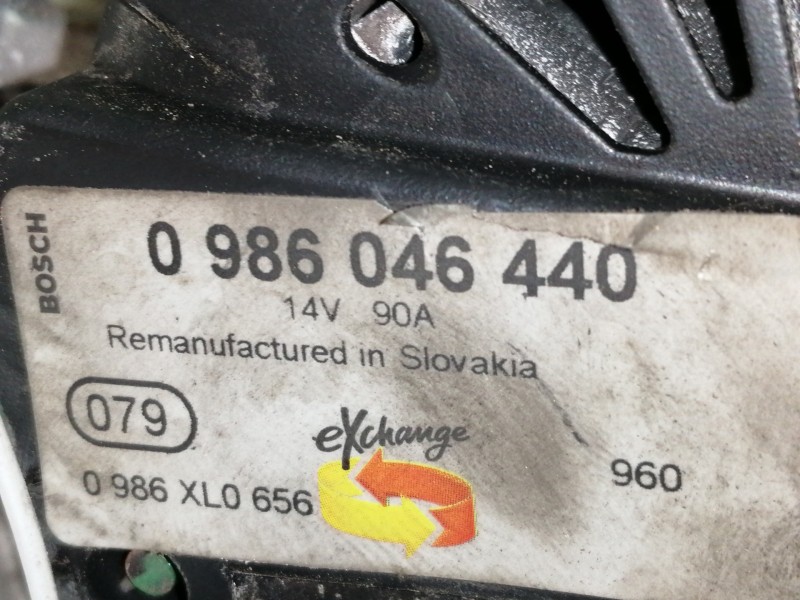 BOSCH
0 986 046 440
14V 90A
Remanufactured in Slovakia
079
eXchange
960
0 986 XL0 656